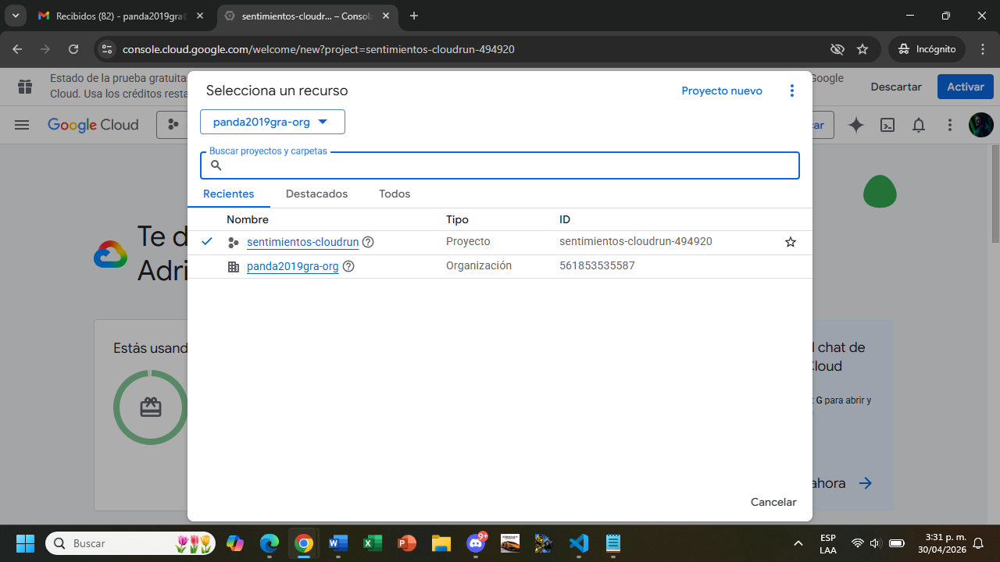 Recibidos (82) - panda2019gra@
sentimientos-cloudr... – Consola
console.cloud.google.com/welcome/new?project=sentimientos-cloudrun-494920
Incógnito
Estado de la prueba gratuita:
Google
Cloud. Usa los créditos resta
Descartar
Activar
Google Cloud
car
Selecciona un recurso
Proyecto nuevo
panda2019gra-org
Buscar proyectos y carpetas
Recientes
Destacados
Todos
Nombre
Tipo
ID
sentimientos-cloudrun
Proyecto
sentimientos-cloudrun-494920
panda2019gra-org
Organización
561853535587
Te d
Adri
Estás usand
l chat de
Cloud
t G para abrir y
ahora
Cancelar
Buscar
9+
ESP
LAA
3:31 p. m.
30/04/2026